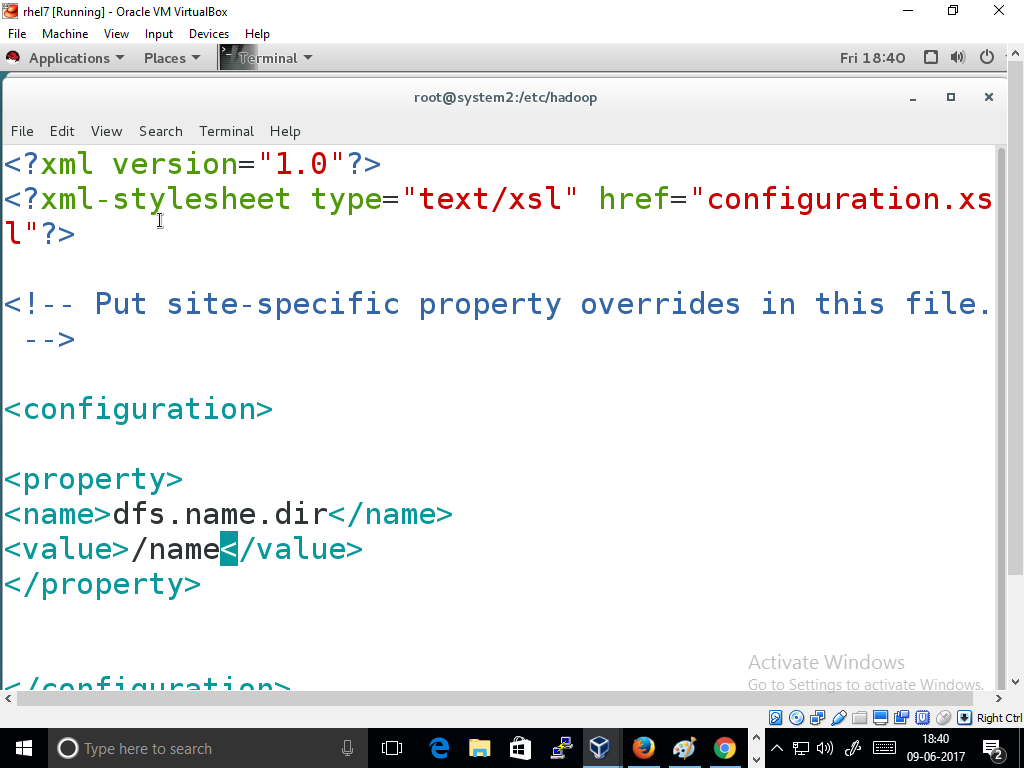 rhel7 [Running] - Oracle VM VirtualBox
File Machine View Input Devices Help
Applications Places Terminal Fri 18:40
root@system2:/etc/hadoop
File Edit View Search Terminal Help
<?xml version="1.0"?>
<?xml-stylesheet type="text/xsl" href="configuration.xs
l"?>
<!-- Put site-specific property overrides in this file.
-->
<configuration>
<property>
<name>dfs.name.dir</name>
<value>/name</value>
</property>
</configuration>
Activate Windows
Go to Settings to activate Windows.
Right Ctrl
Type here to search
18:40
09-06-2017
2